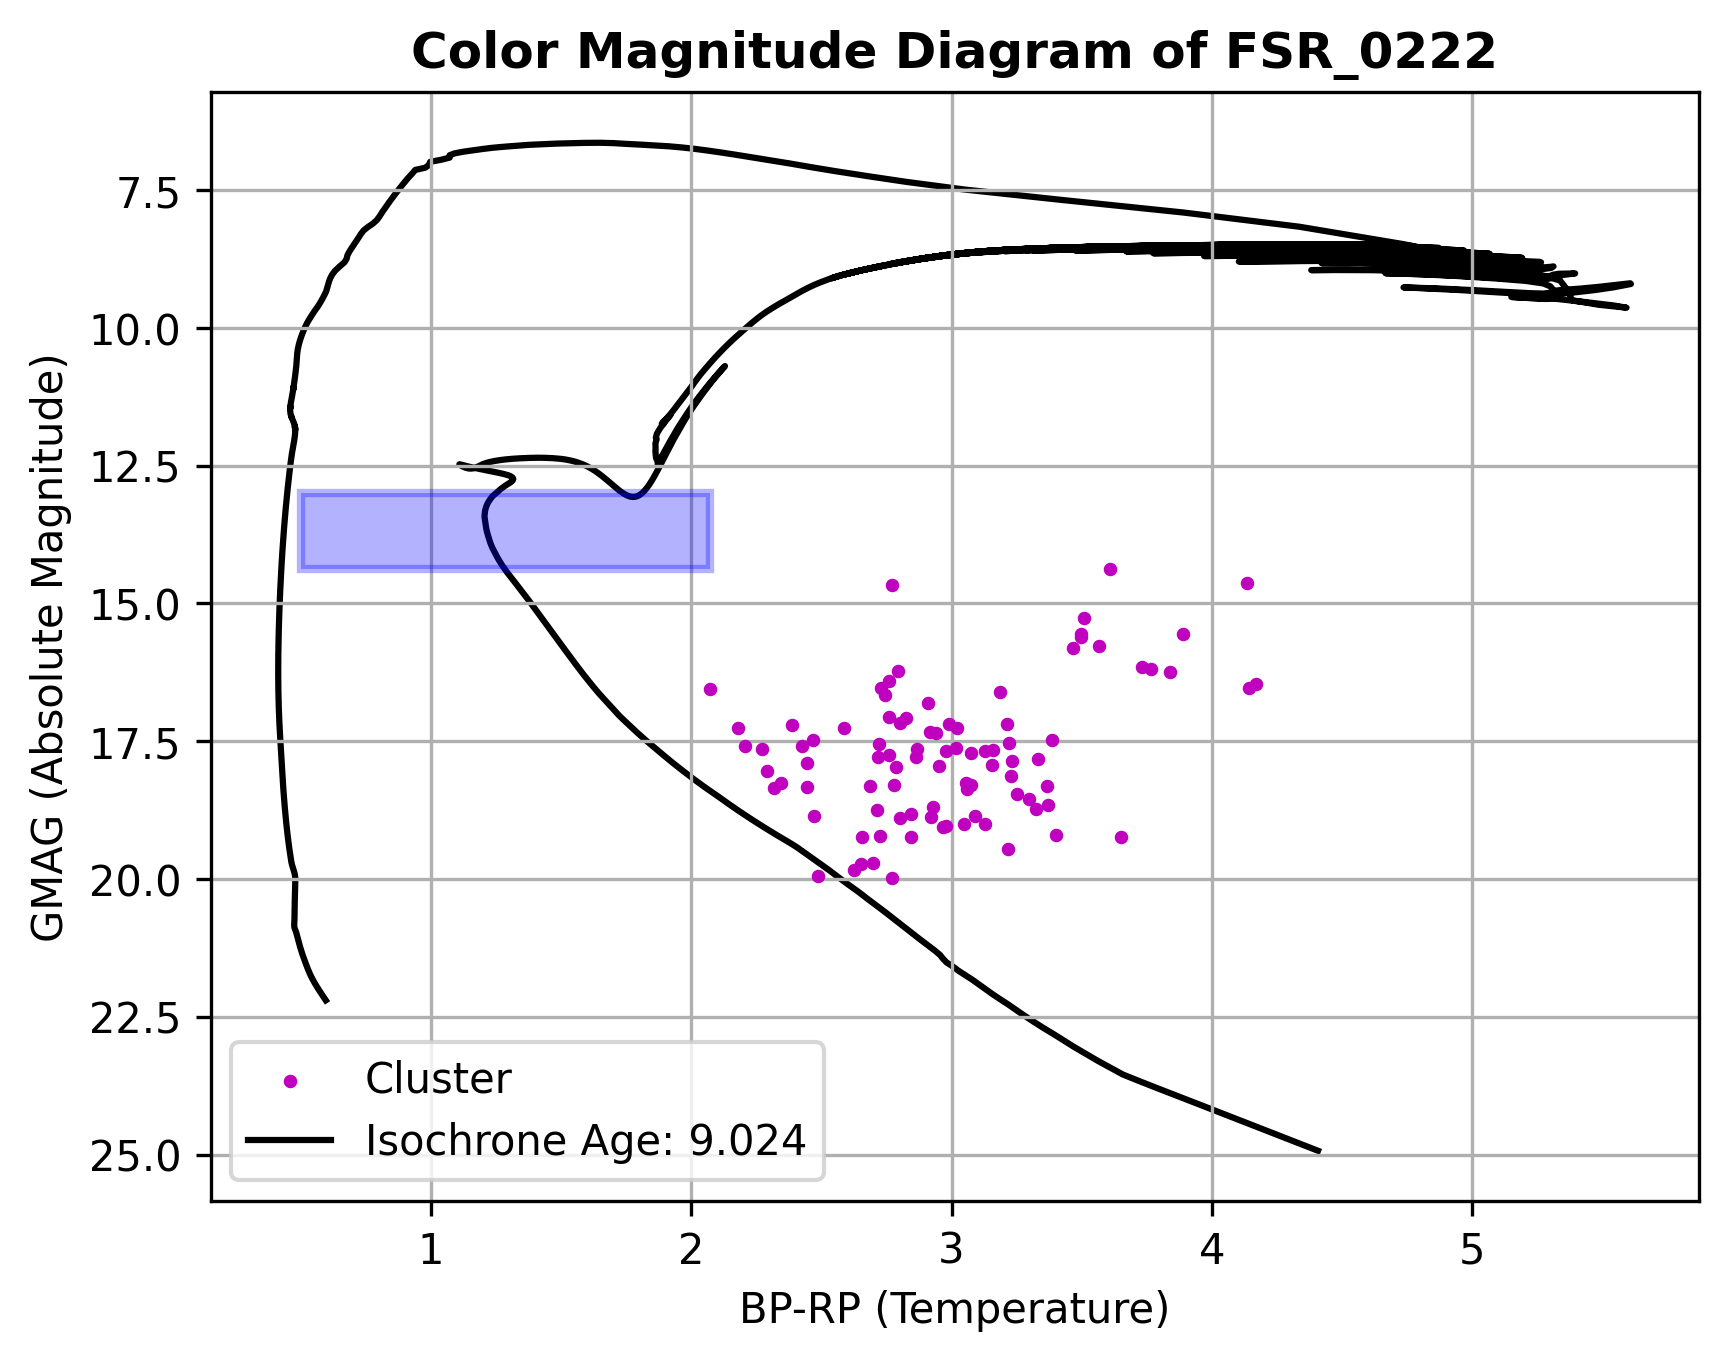 Color Magnitude Diagram of FSR_0222
GMAG (Absolute Magnitude)
7.5
10.0
12.5
15.0
17.5
20.0
22.5
25.0
Cluster
Isochrone Age: 9.024
1 2 3 4 5
BP-RP (Temperature)